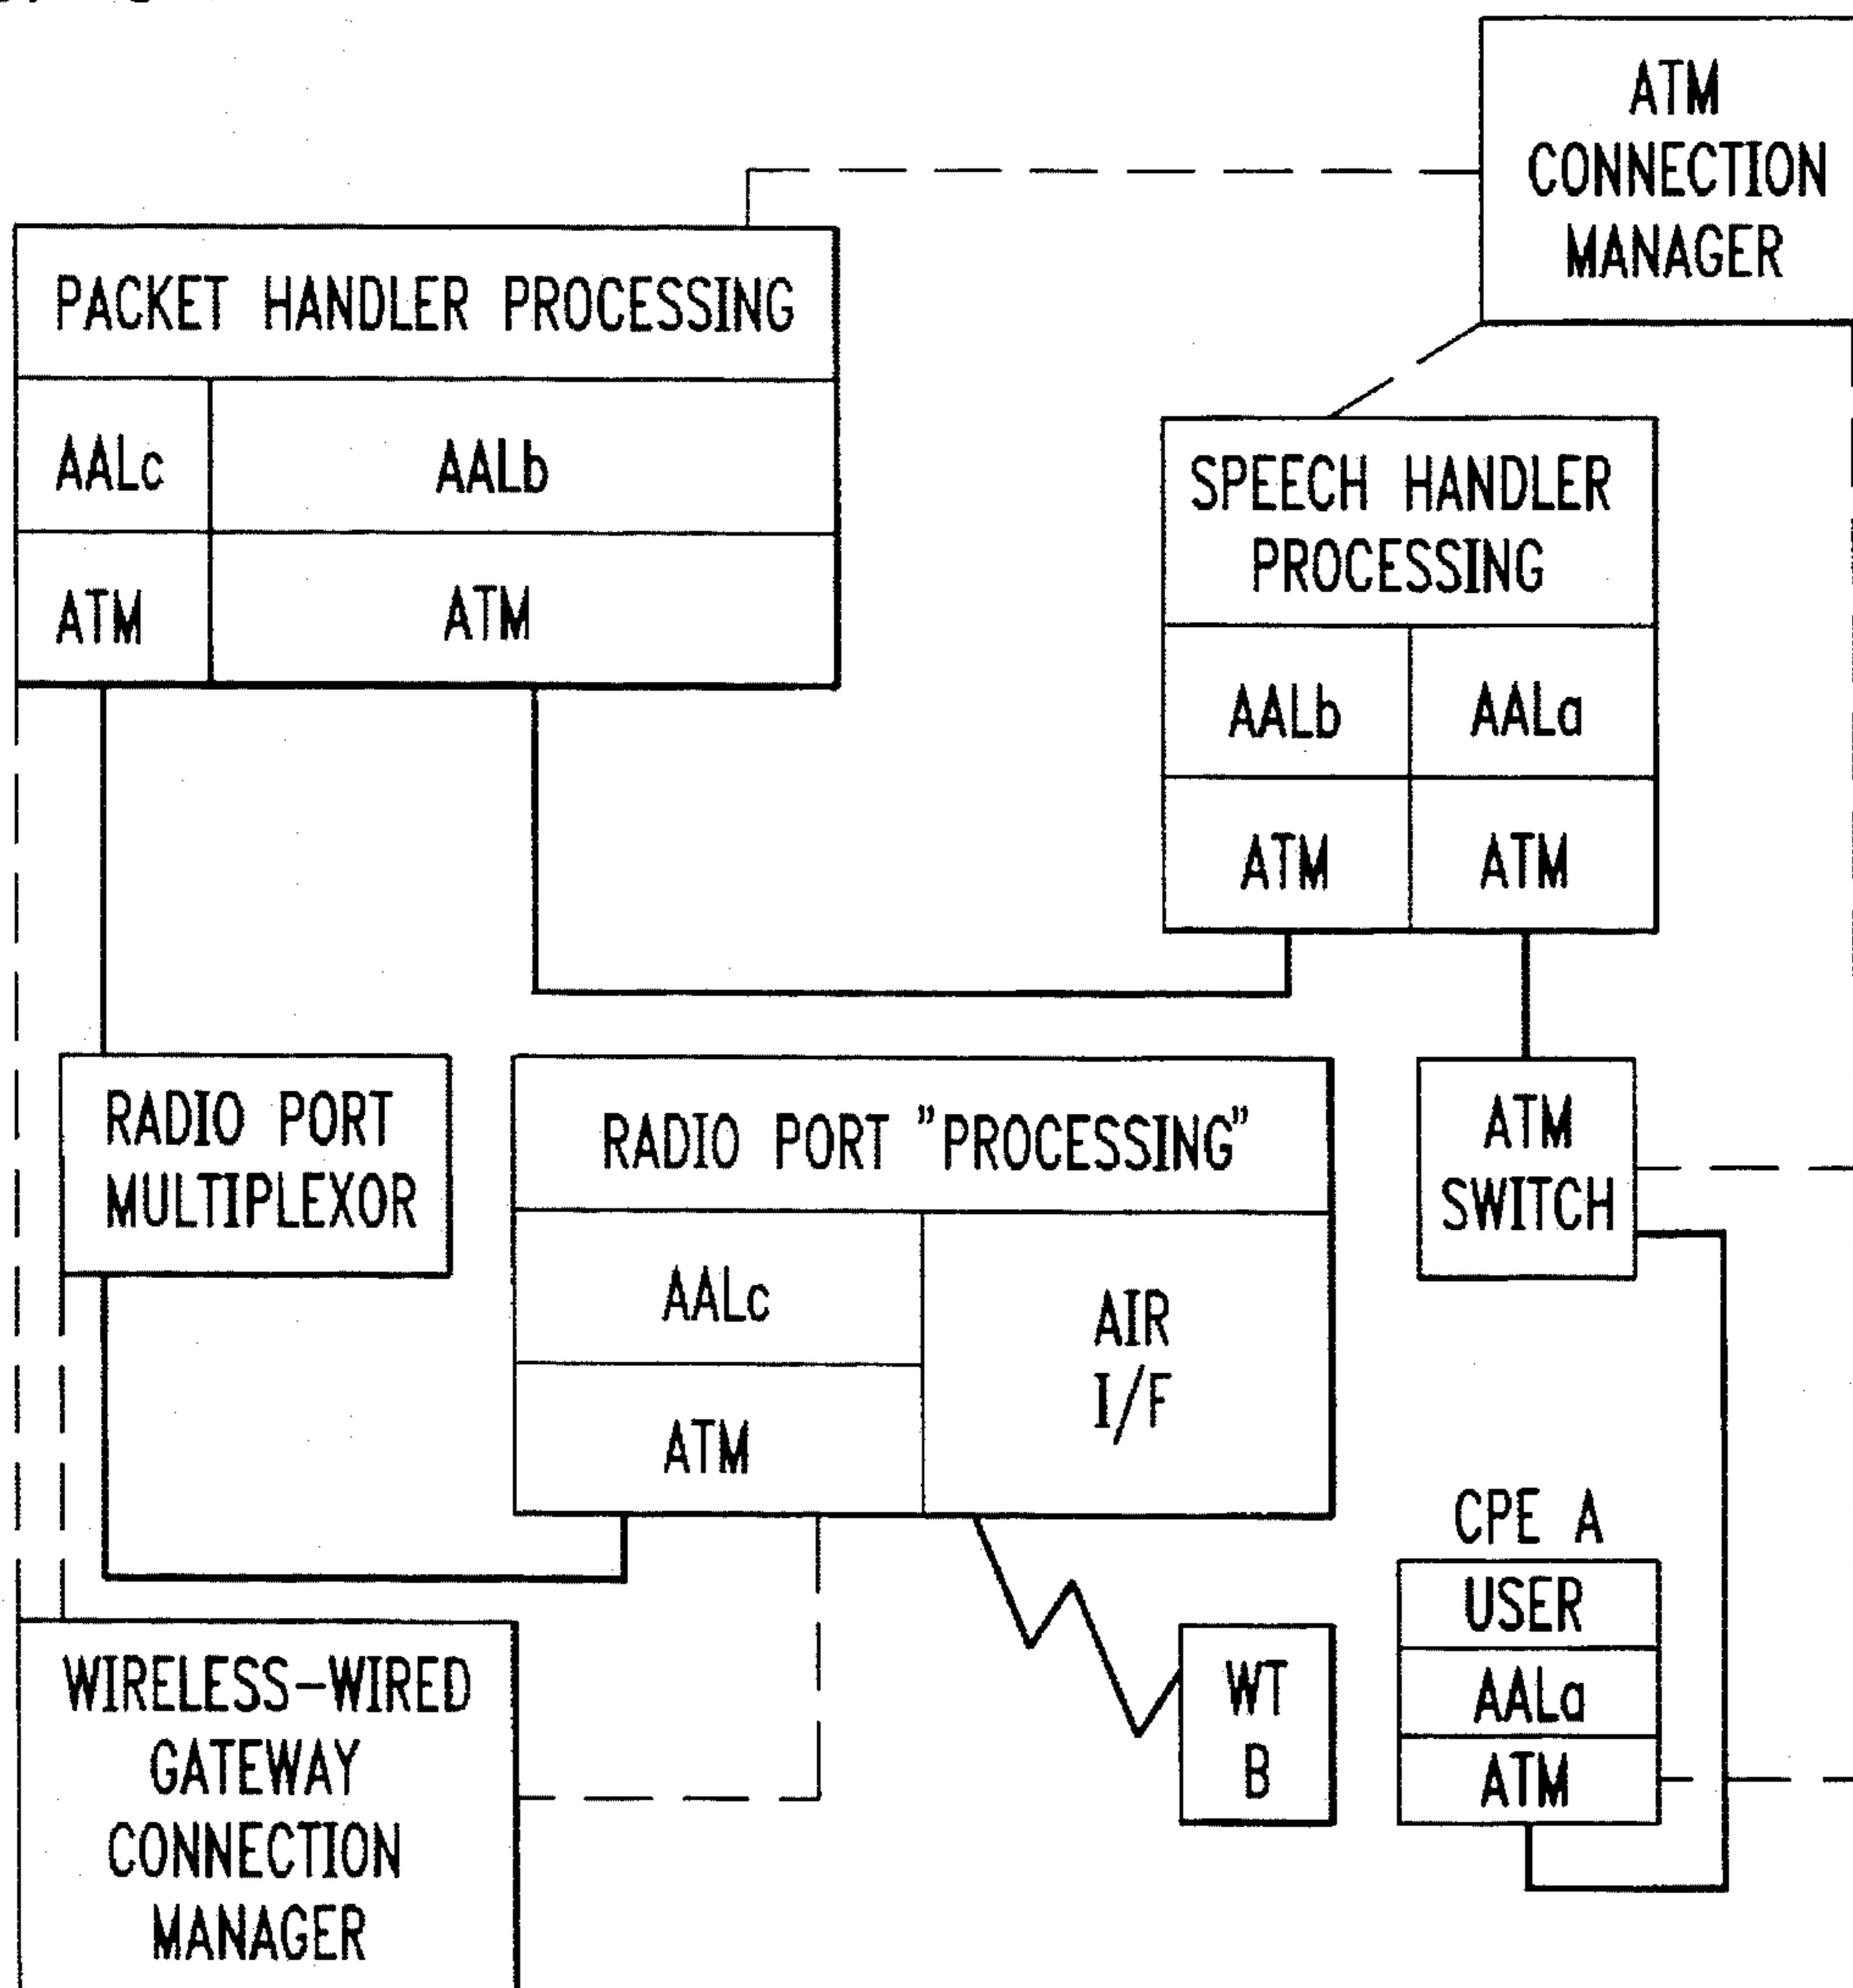 ATM
CONNECTION
MANAGER
PACKET HANDLER PROCESSING
AALc AALb
ATM ATM
SPEECH HANDLER
PROCESSING
AALb AALa
ATM ATM
RADIO PORT
MULTIPLEXOR
RADIO PORT "PROCESSING"
AALc
ATM
AIR
I/F
ATM
SWITCH
CPE A
USER
AALa
ATM
WT
B
WIRELESS-WIRED
GATEWAY
CONNECTION
MANAGER